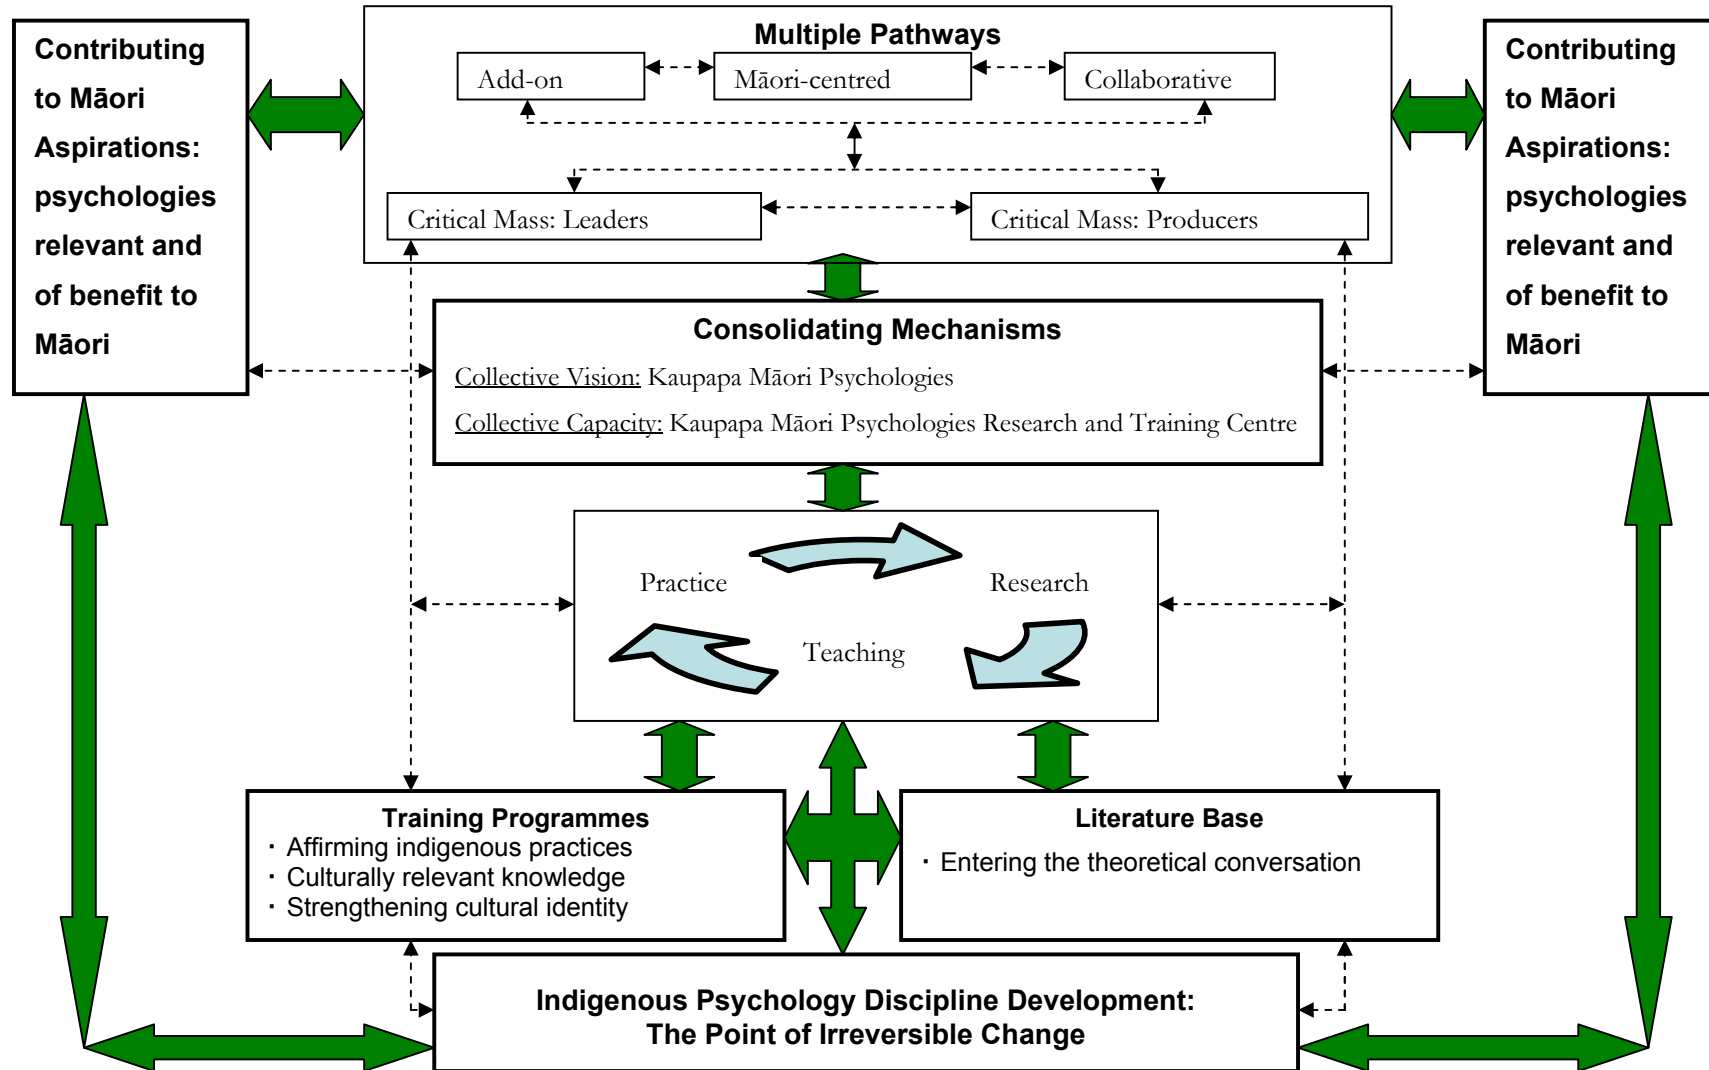 Contributing
to Māori
Aspirations:
psychologies
relevant and
of benefit to
Māori
Multiple Pathways
Add-on
Māori-centred
Collaborative
Critical Mass: Leaders
Critical Mass: Producers
Contributing
to Māori
Aspirations:
psychologies
relevant and
of benefit to
Māori
Consolidating Mechanisms
Collective Vision: Kaupapa Māori Psychologies
Collective Capacity: Kaupapa Māori Psychologies Research and Training Centre
Practice
Research
Teaching
Training Programmes
· Affirming indigenous practices
· Culturally relevant knowledge
· Strengthening cultural identity
Literature Base
· Entering the theoretical conversation
Indigenous Psychology Discipline Development:
The Point of Irreversible Change